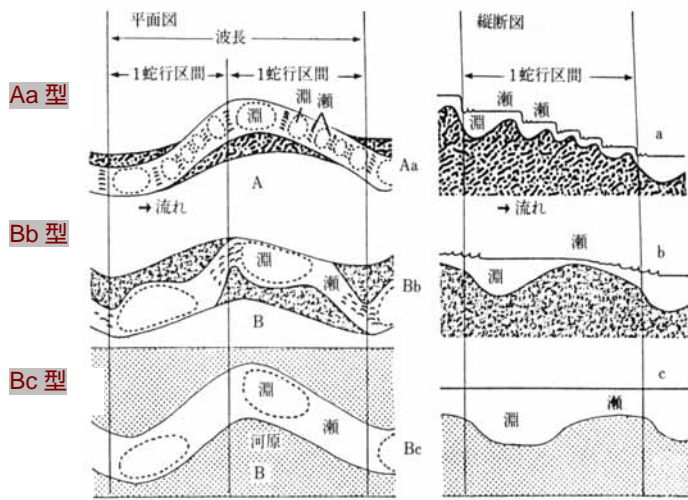 平面図
波長
1蛇行区間
1蛇行区間
Aa 型
淵
淵
瀬
Aa
A
→ 流れ
Bb 型
淵
瀬
Bb
B
Bc 型
淵
瀬
河原
B
Bc
縦断図
1蛇行区間
瀬
瀬
淵
a
→ 流れ
瀬
b
淵
c
瀬
淵